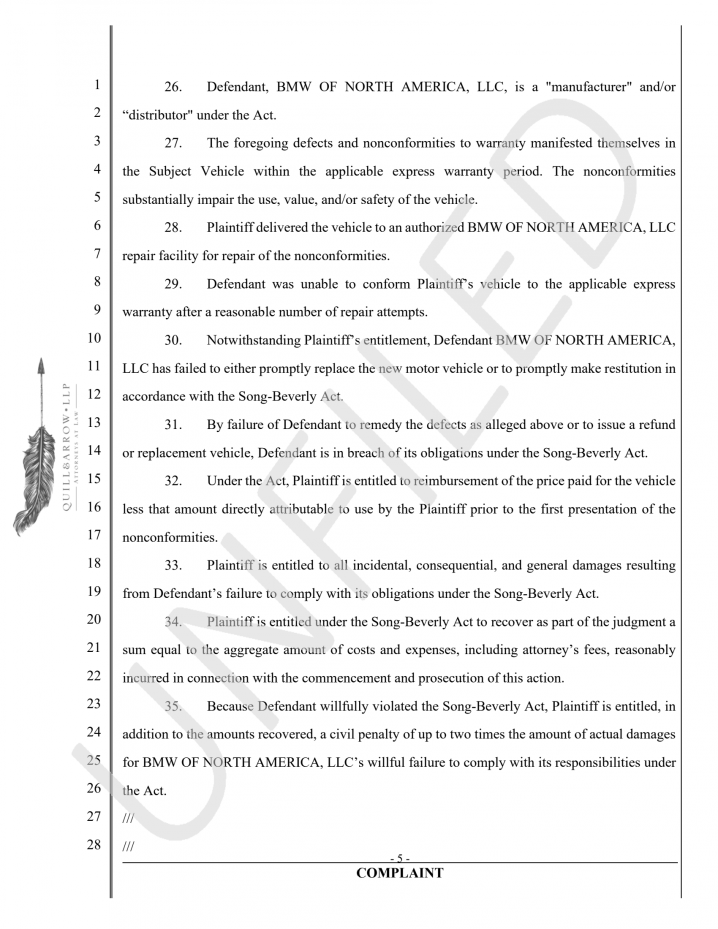 1 26. Defendant, BMW OF NORTH AMERICA, LLC, is a "manufacturer" and/or
2 “distributor" under the Act.
3 27. The foregoing defects and nonconformities to warranty manifested themselves in
4 the Subject Vehicle within the applicable express warranty period. The nonconformities
5 substantially impair the use, value, and/or safety of the vehicle.
6 28. Plaintiff delivered the vehicle to an authorized BMW OF NORTH AMERICA, LLC
7 repair facility for repair of the nonconformities.
8 29. Defendant was unable to conform Plaintiff’s vehicle to the applicable express
9 warranty after a reasonable number of repair attempts.
10 30. Notwithstanding Plaintiff’s entitlement, Defendant BMW OF NORTH AMERICA,
11 LLC has failed to either promptly replace the new motor vehicle or to promptly make restitution in
12 accordance with the Song-Beverly Act.
13 31. By failure of Defendant to remedy the defects as alleged above or to issue a refund
14 or replacement vehicle, Defendant is in breach of its obligations under the Song-Beverly Act.
15 32. Under the Act, Plaintiff is entitled to reimbursement of the price paid for the vehicle
16 less that amount directly attributable to use by the Plaintiff prior to the first presentation of the
17 nonconformities.
18 33. Plaintiff is entitled to all incidental, consequential, and general damages resulting
19 from Defendant’s failure to comply with its obligations under the Song-Beverly Act.
20 34. Plaintiff is entitled under the Song-Beverly Act to recover as part of the judgment a
21 sum equal to the aggregate amount of costs and expenses, including attorney’s fees, reasonably
22 incurred in connection with the commencement and prosecution of this action.
23 35. Because Defendant willfully violated the Song-Beverly Act, Plaintiff is entitled, in
24 addition to the amounts recovered, a civil penalty of up to two times the amount of actual damages
25 for BMW OF NORTH AMERICA, LLC’s willful failure to comply with its responsibilities under
26 the Act.
27 ///
28 ///
- 5 -
COMPLAINT
QUILL&ARROW•LLP
ATTORNEYS AT LAW
UNFILED